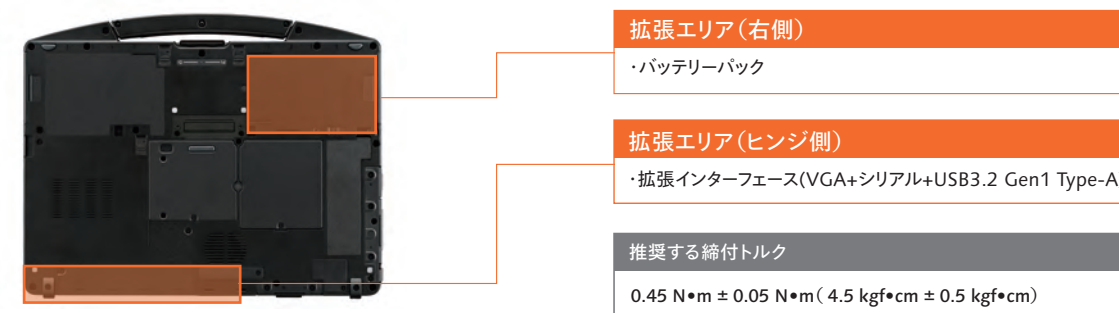 拡張エリア（右側）
・バッテリーパック
拡張エリア（ヒンジ側）
・拡張インターフェース(VGA+シリアル+USB3.2 Gen1 Type-A
推奨する締付トルク
0.45 N•m ± 0.05 N•m（ 4.5 kgf•cm ± 0.5 kgf•cm）